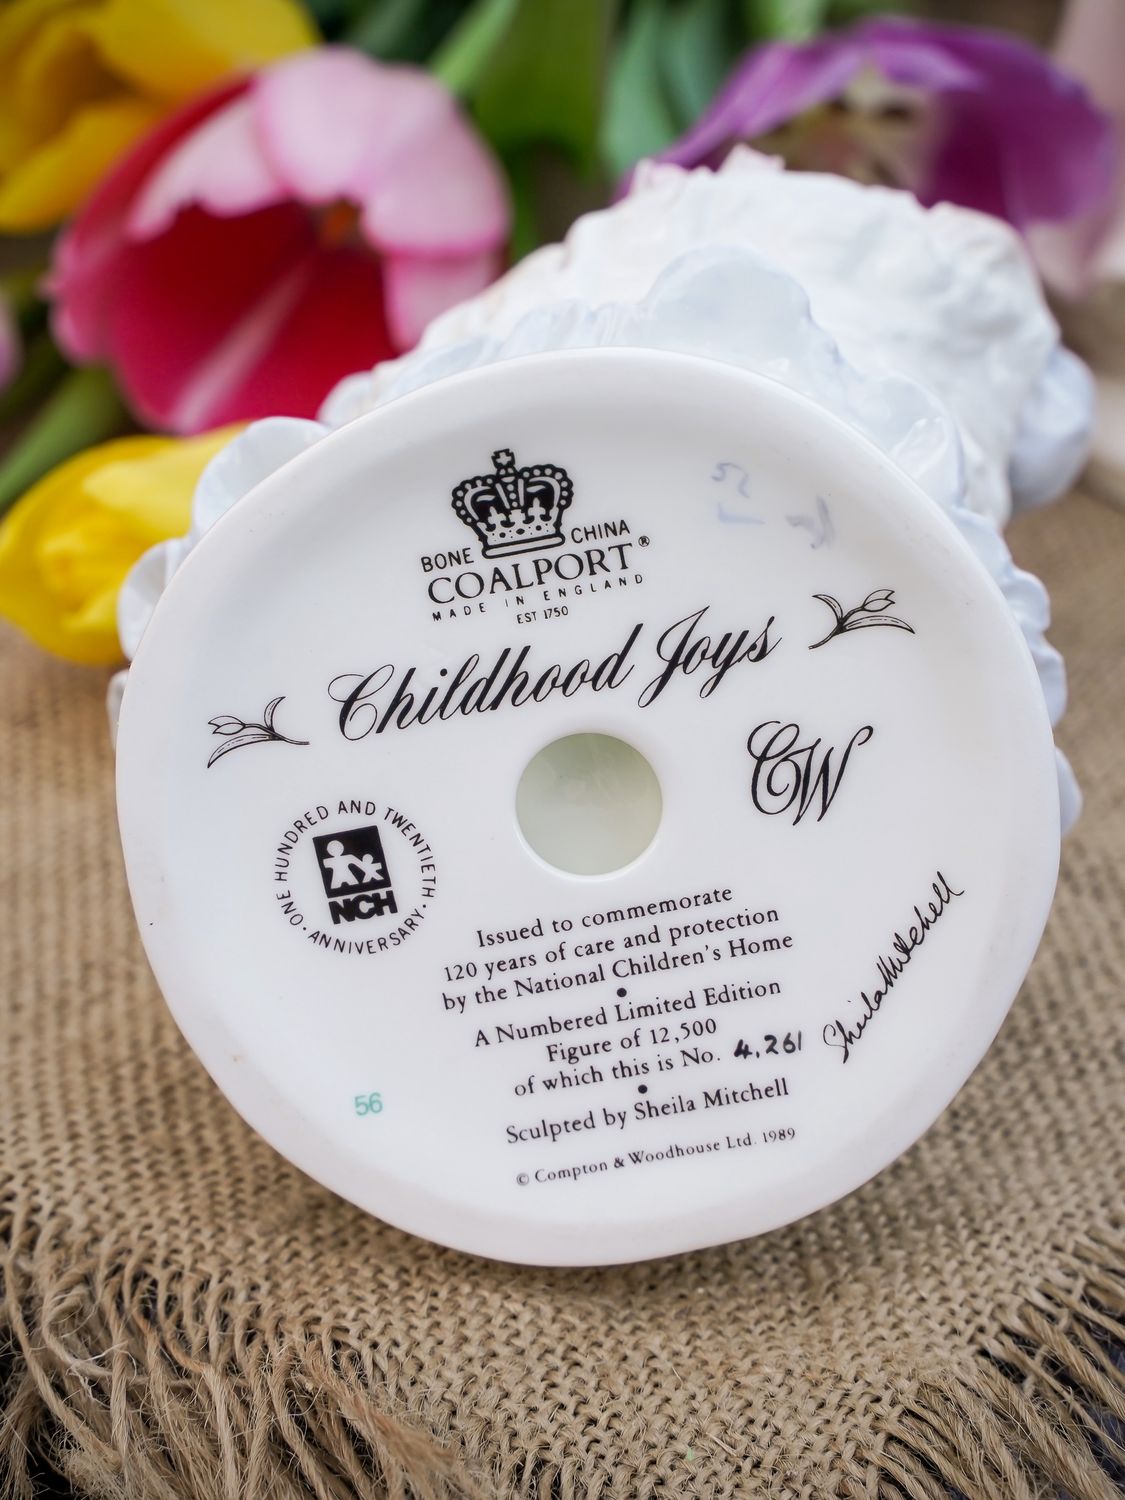 BONE CHINA
COALPORT®
MADE IN ENGLAND
EST 1750
Childhood Joys
CW
ONE HUNDRED AND TWENTIETH · ANNIVERSARY ·
NCH
Issued to commemorate
120 years of care and protection
by the National Children's Home
•
A Numbered Limited Edition
Figure of 12,500
of which this is No. 4,261
•
Sculpted by Sheila Mitchell
© Compton & Woodhouse Ltd. 1989
Sheila Mitchell
56